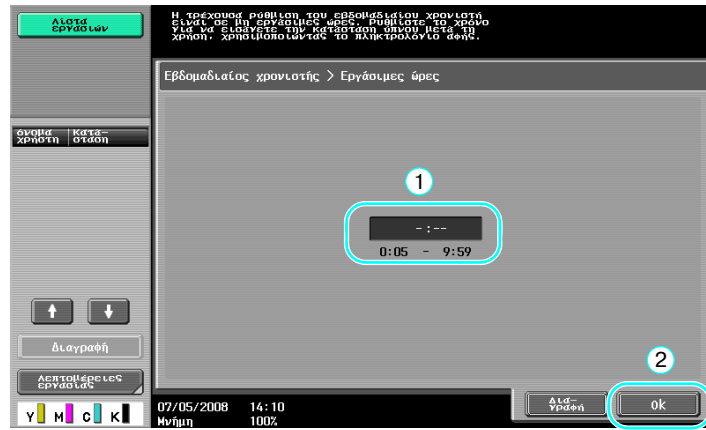 Λίστα
εργασιών
Η τρέχουσα ρύθμιση του εβδομαδιαίου χρονιστή
είναι σε μη εργάσιμες ώρες. Ρυθμίστε το χρόνο
για να εισάγετε την κατάσταση ύπνου μετά τη
χρήση, χρησιμοποιώντας το πληκτρολόγιο αφής.
Εβδομαδιαίος χρονιστής > Εργάσιμες ώρες
όνομα
χρήστη
Κατά-
σταση
1
-:--
0:05 - 9:59
Διαγραφή
Λεπτομέρειες
εργασίας
2
Δια-
γραφή
Ok
Y M C K
07/05/2008 14:10
Μνήμη 100%